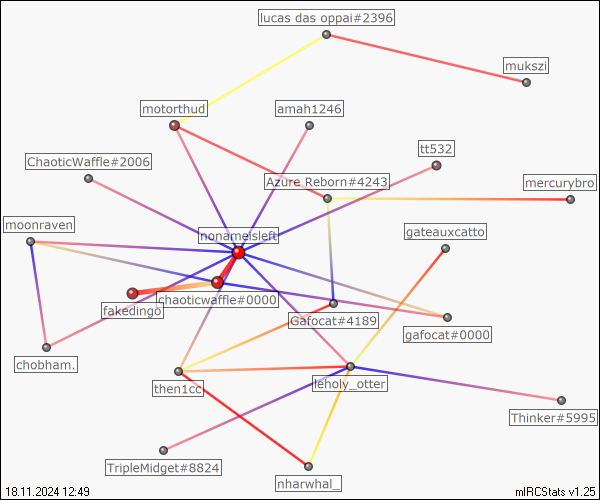 lucas das oppai#2396
mukszi
motorthud
amah1246
tt532
ChaoticWaffle#2006
Azure Reborn#4243
mercurybro
moonraven
nonameisleft
gateauxcatto
chaoticwaffle#0000
fakedingo
Gafocat#4189
gafocat#0000
chobham.
then1cc
leholy_otter
Thinker#5995
TripleMidget#8824
nharwhal_
18.11.2024 12:49
mIRCStats v1.25